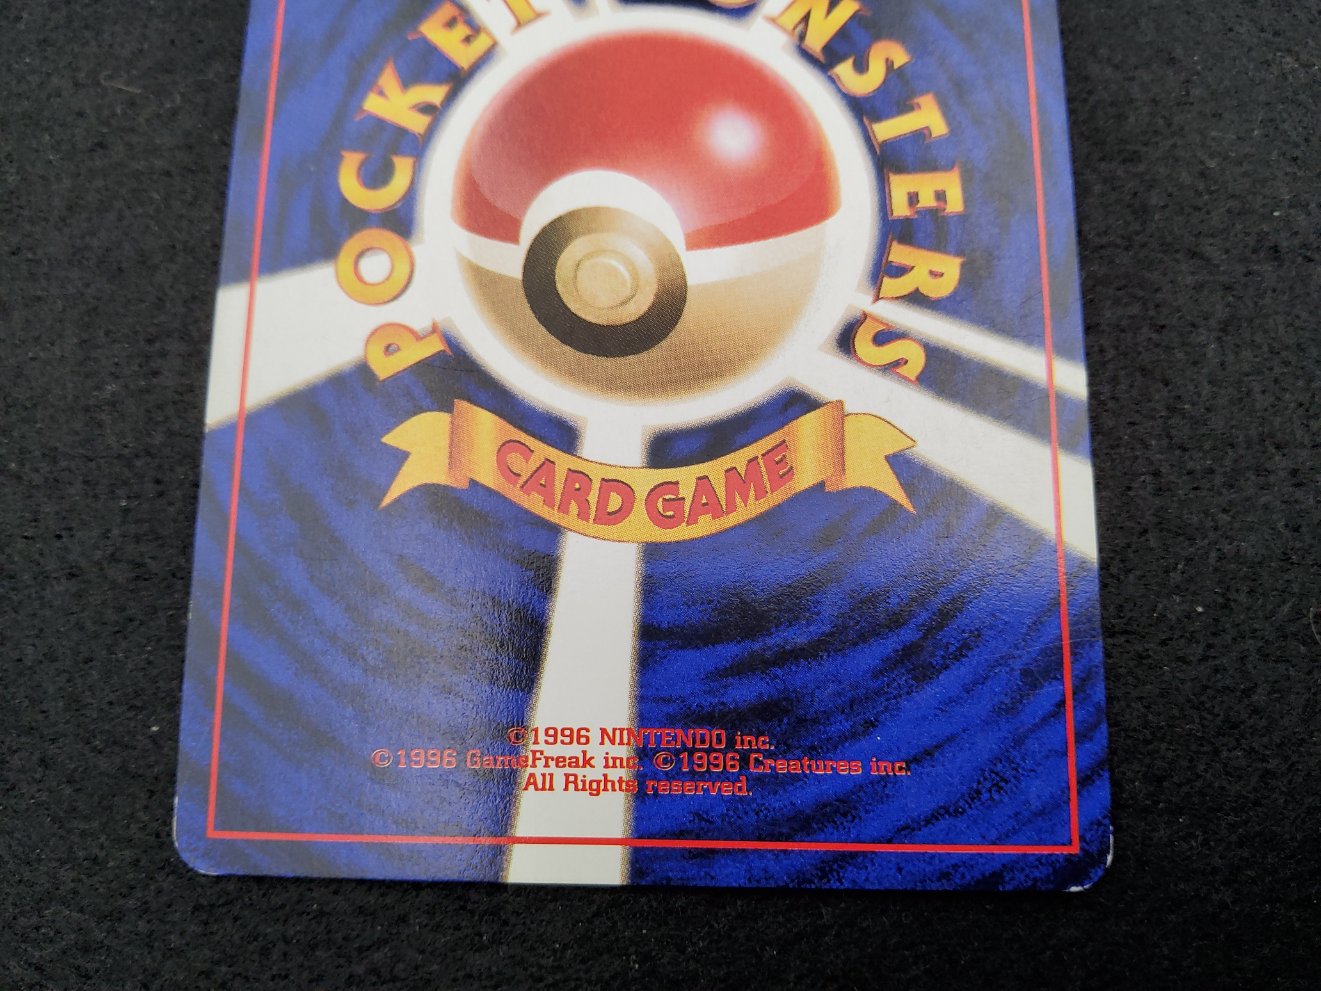 POCKET MONSTERS
CARD GAME
©1996 NINTENDO inc.
©1996 GameFreak inc. ©1996 Creatures inc.
All Rights reserved.